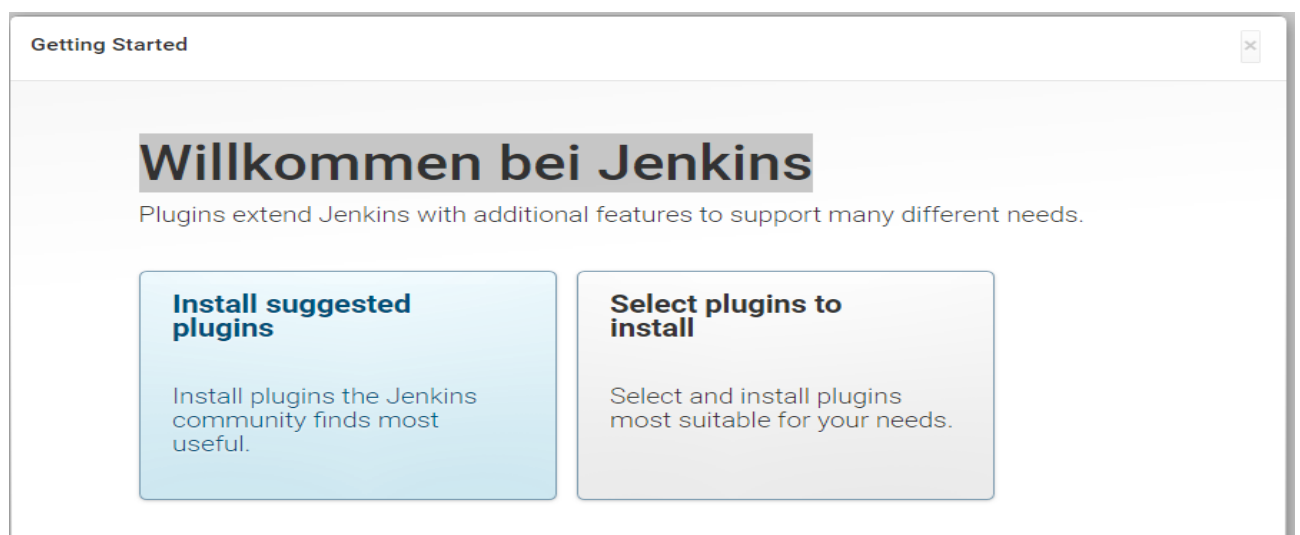 Getting Started
×
Willkommen bei Jenkins
Plugins extend Jenkins with additional features to support many different needs.
Install suggested
plugins
Install plugins the Jenkins
community finds most
useful.
Select plugins to
install
Select and install plugins
most suitable for your needs.